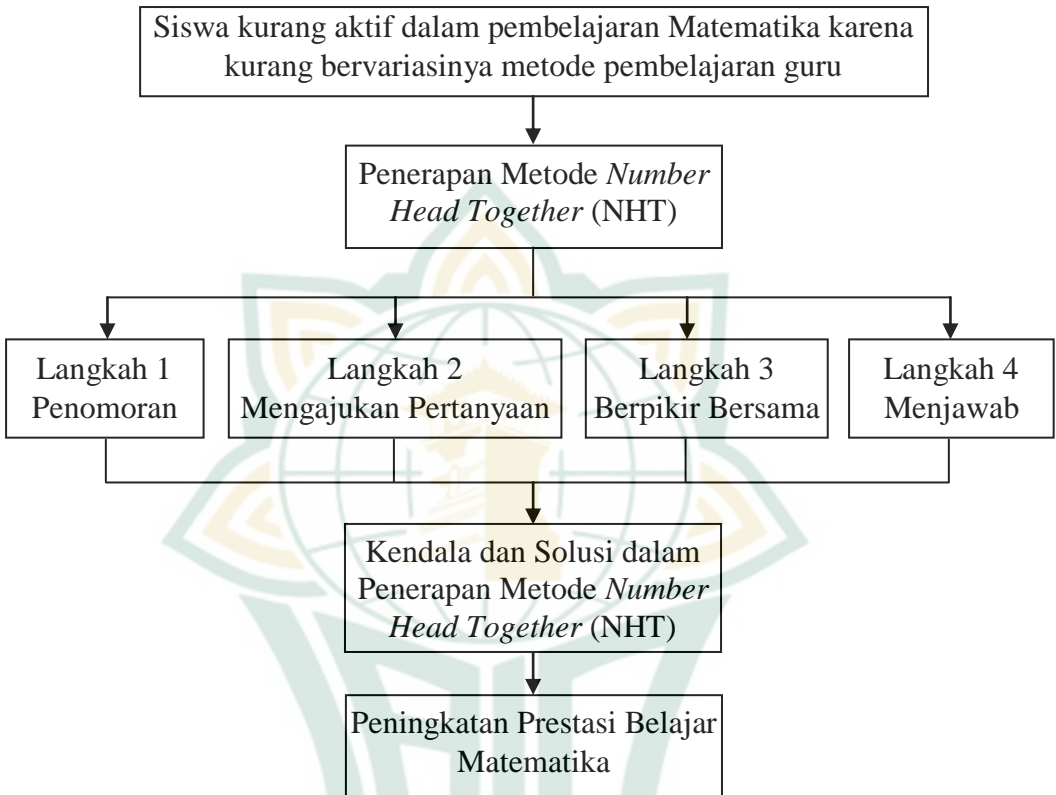 Siswa kurang aktif dalam pembelajaran Matematika karena
kurang bervariasinya metode pembelajaran guru
Penerapan Metode Number
Head Together (NHT)
Langkah 1
Penomoran
Langkah 2
Mengajukan Pertanyaan
Langkah 3
Berpikir Bersama
Langkah 4
Menjawab
Kendala dan Solusi dalam
Penerapan Metode Number
Head Together (NHT)
Peningkatan Prestasi Belajar
Matematika